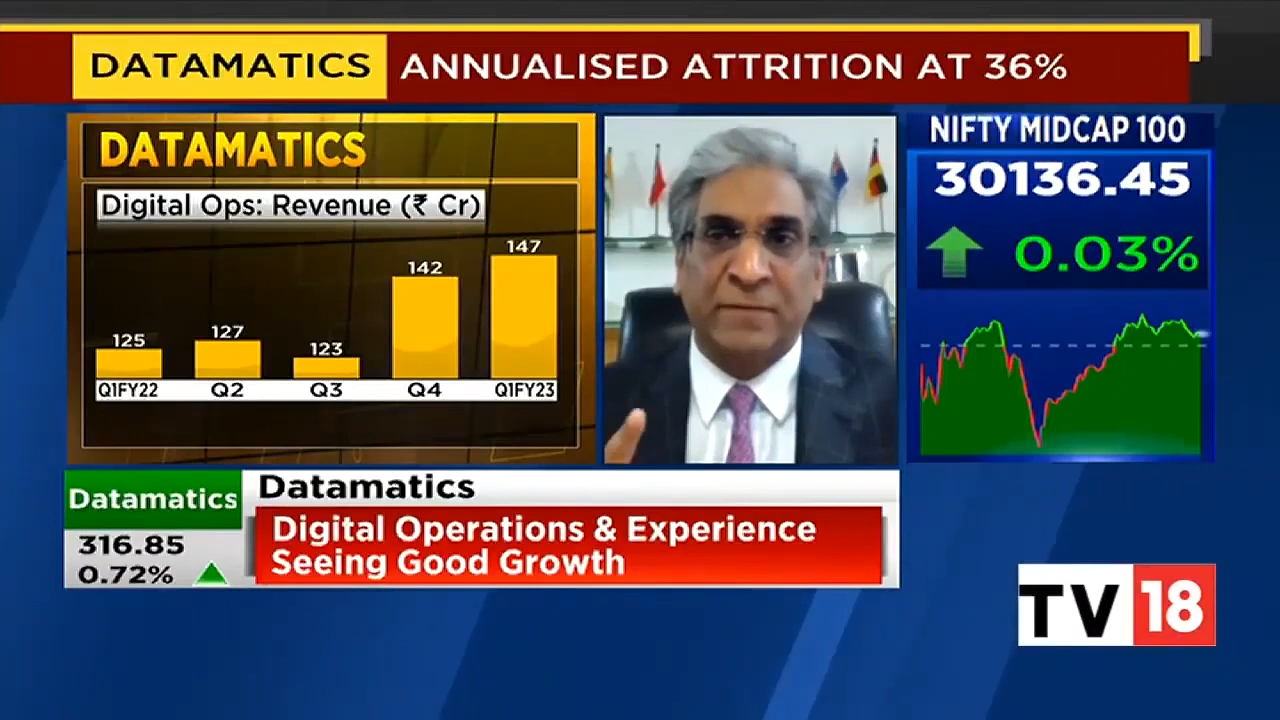 DATAMATICS ANNUALISED ATTRITION AT 36%
DATAMATICS
Digital Ops: Revenue (₹ Cr)
125
127
123
142
147
Q1FY22 Q2 Q3 Q4 Q1FY23
NIFTY MIDCAP 100
30136.45
0.03%
Datamatics
316.85
0.72%
Datamatics
Digital Operations & Experience
Seeing Good Growth
TV18